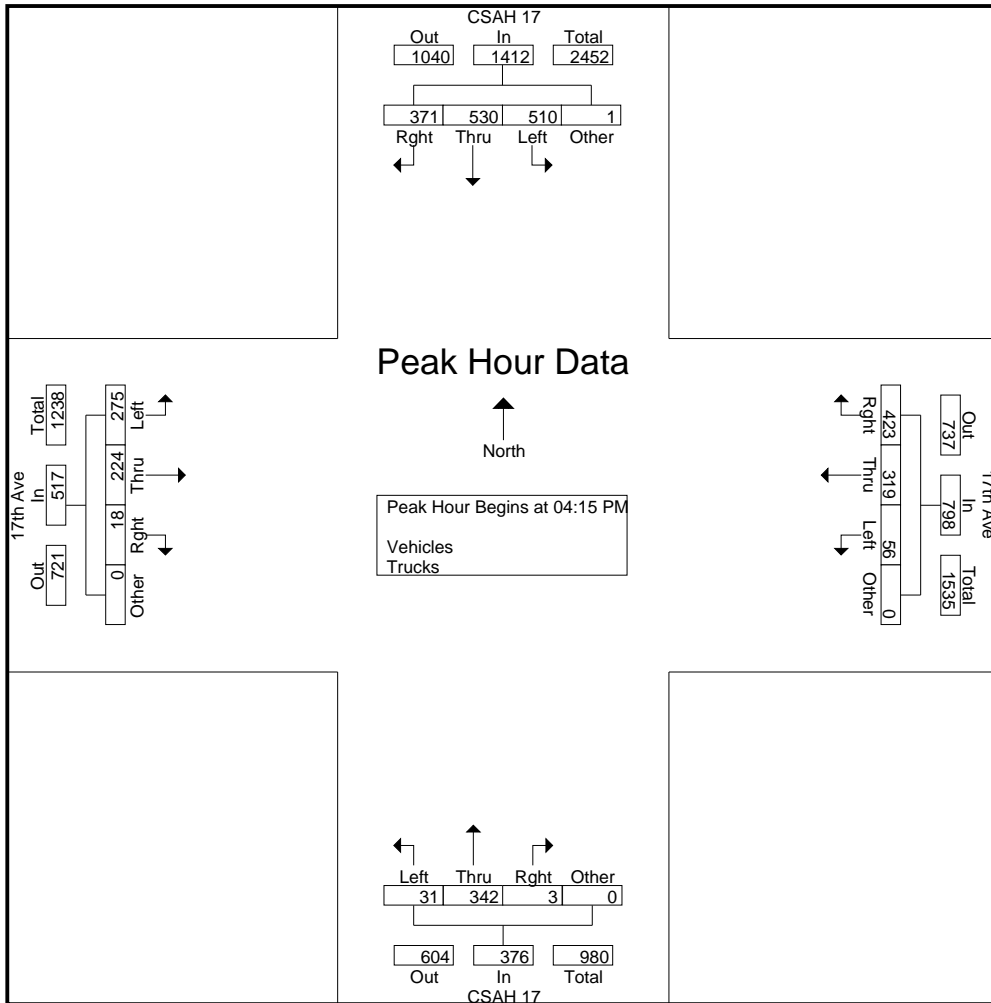 CSAH 17
Out In Total
1040 1412 2452
371 530 510 1
Rght Thru Left Other
Peak Hour Data
North
Peak Hour Begins at 04:15 PM
Vehicles
Trucks
17th Ave
Total In Out
1238 517 721
275 224 18 0
Left Thru Rght Other
17th Ave
Out In Total
737 798 1535
423 319 56 0
Rght Thru Left Other
Left Thru Rght Other
31 342 3 0
604 376 980
Out In Total
CSAH 17